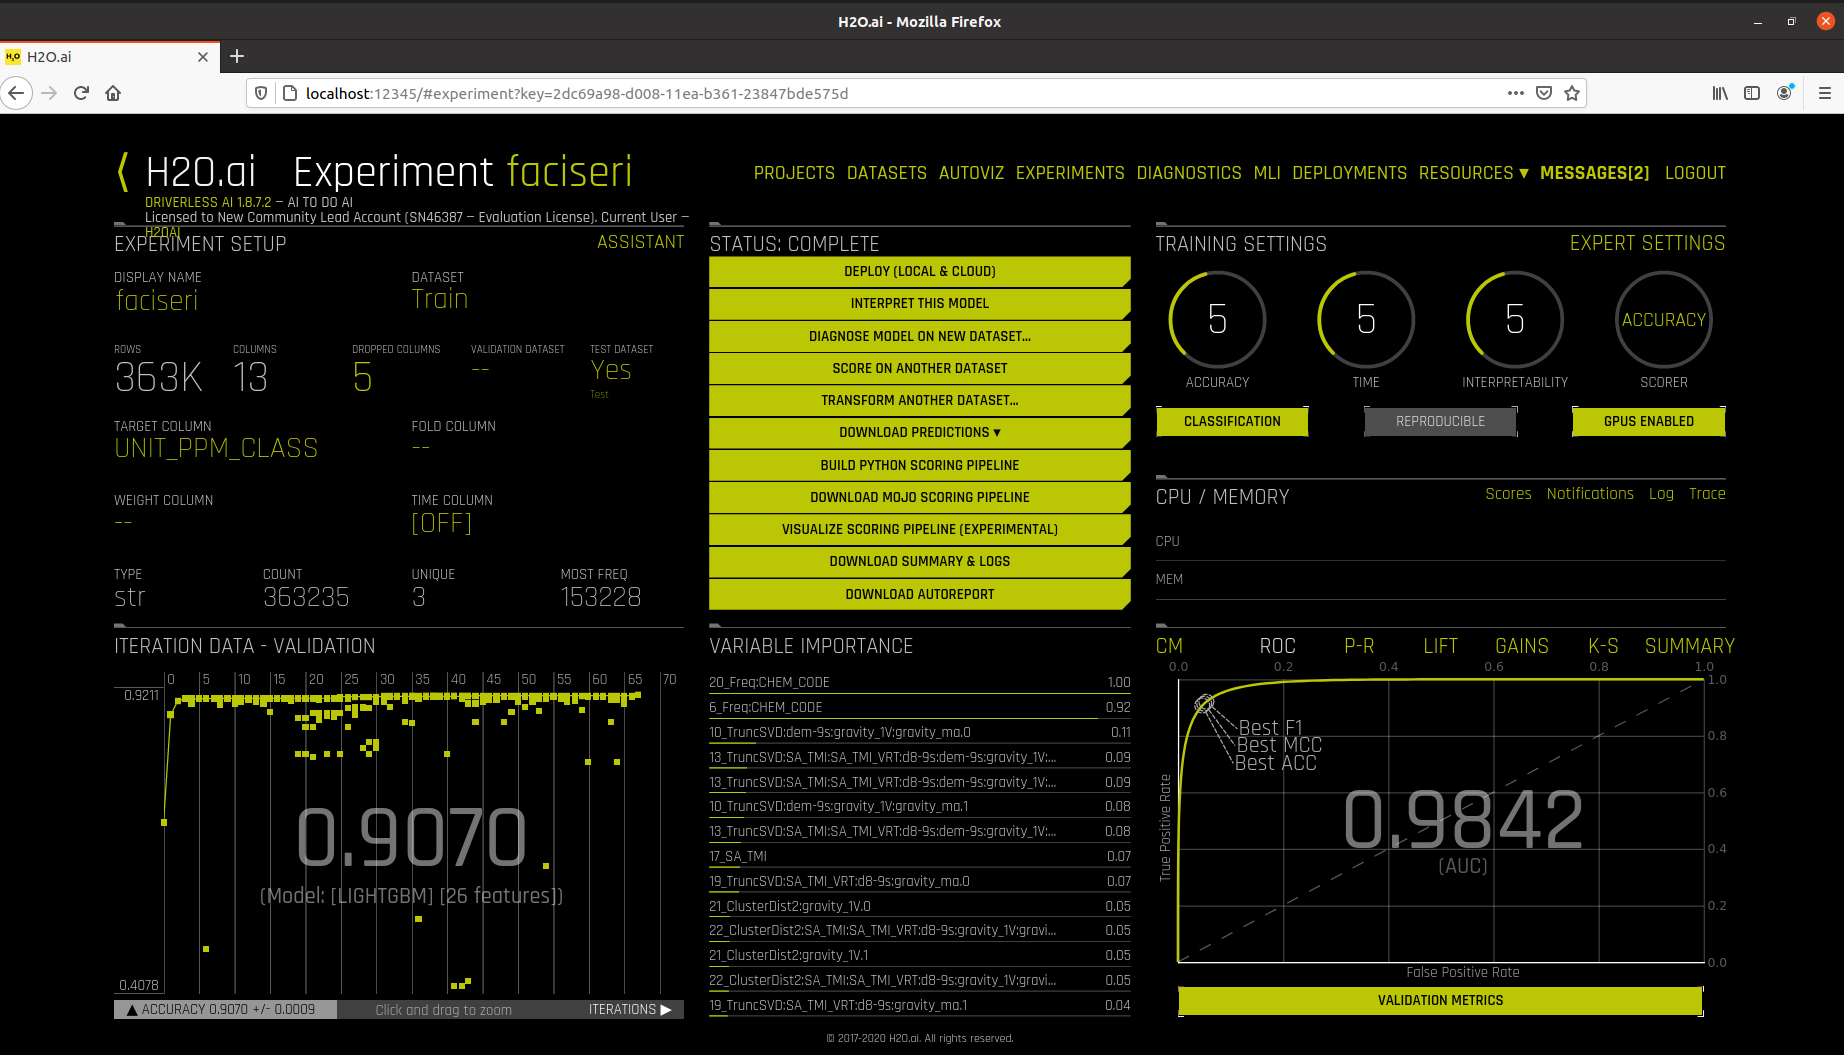 H2O.ai - Mozilla Firefox
H2O.ai
localhost:12345/#experiment?key=2dc69a98-d008-11ea-b361-23847bde575d
H2O.ai Experiment faciseri
PROJECTS DATASETS AUTOVIZ EXPERIMENTS DIAGNOSTICS MLI DEPLOYMENTS RESOURCES ▾ MESSAGES[2] LOGOUT
DRIVERLESS AI 1.8.7.2 — AI TO DO AI
Licensed to New Community Lead Account (SN46387 — Evaluation License). Current User —
H2OAI
EXPERIMENT SETUP
ASSISTANT
DISPLAY NAME
DATASET
faciseri
Train
ROWS COLUMNS DROPPED COLUMNS VALIDATION DATASET TEST DATASET
363K 13 5 -- Yes
Test
TARGET COLUMN
FOLD COLUMN
UNIT_PPM_CLASS
--
WEIGHT COLUMN
TIME COLUMN
--
[OFF]
TYPE COUNT UNIQUE MOST FREQ
str 363235 3 153228
STATUS: COMPLETE
DEPLOY (LOCAL & CLOUD)
INTERPRET THIS MODEL
DIAGNOSE MODEL ON NEW DATASET...
SCORE ON ANOTHER DATASET
TRANSFORM ANOTHER DATASET...
DOWNLOAD PREDICTIONS ▾
BUILD PYTHON SCORING PIPELINE
DOWNLOAD MOJO SCORING PIPELINE
VISUALIZE SCORING PIPELINE (EXPERIMENTAL)
DOWNLOAD SUMMARY & LOGS
DOWNLOAD AUTOREPORT
TRAINING SETTINGS
EXPERT SETTINGS
5 5 5 ACCURACY
ACCURACY TIME INTERPRETABILITY SCORER
CLASSIFICATION REPRODUCIBLE GPUS ENABLED
CPU / MEMORY
Scores Notifications Log Trace
CPU
MEM
ITERATION DATA - VALIDATION
0 5 10 15 20 25 30 35 40 45 50 55 60 65 70
0.9211
0.9070
(Model: [LIGHTGBM] [26 features])
0.4078
▲ ACCURACY 0.9070 +/- 0.0009
Click and drag to zoom
ITERATIONS ▶
VARIABLE IMPORTANCE
20_Freq:CHEM_CODE 1.00
6_Freq:CHEM_CODE 0.92
10_TruncSVD:dem-9s:gravity_1V:gravity_ma.0 0.11
13_TruncSVD:SA_TMI:SA_TMI_VRT:d8-9s:dem-9s:gravity_1V:... 0.09
13_TruncSVD:SA_TMI:SA_TMI_VRT:d8-9s:dem-9s:gravity_1V:... 0.09
10_TruncSVD:dem-9s:gravity_1V:gravity_ma.1 0.08
13_TruncSVD:SA_TMI:SA_TMI_VRT:d8-9s:dem-9s:gravity_1V:... 0.08
17_SA_TMI 0.07
19_TruncSVD:SA_TMI_VRT:d8-9s:gravity_ma.0 0.07
21_ClusterDist2:gravity_1V.0 0.05
22_ClusterDist2:SA_TMI:SA_TMI_VRT:d8-9s:gravity_1V:gravi... 0.05
21_ClusterDist2:gravity_1V.1 0.05
22_ClusterDist2:SA_TMI:SA_TMI_VRT:d8-9s:gravity_1V:gravi... 0.05
19_TruncSVD:SA_TMI_VRT:d8-9s:gravity_ma.1 0.04
CM ROC P-R LIFT GAINS K-S SUMMARY
0.0 0.2 0.4 0.6 0.8 1.0
1.0
0.8
0.6
0.4
0.2
0.0
Best F1
Best MCC
Best ACC
0.9842
(AUC)
True Positive Rate
False Positive Rate
VALIDATION METRICS
© 2017-2020 H2O.ai. All rights reserved.